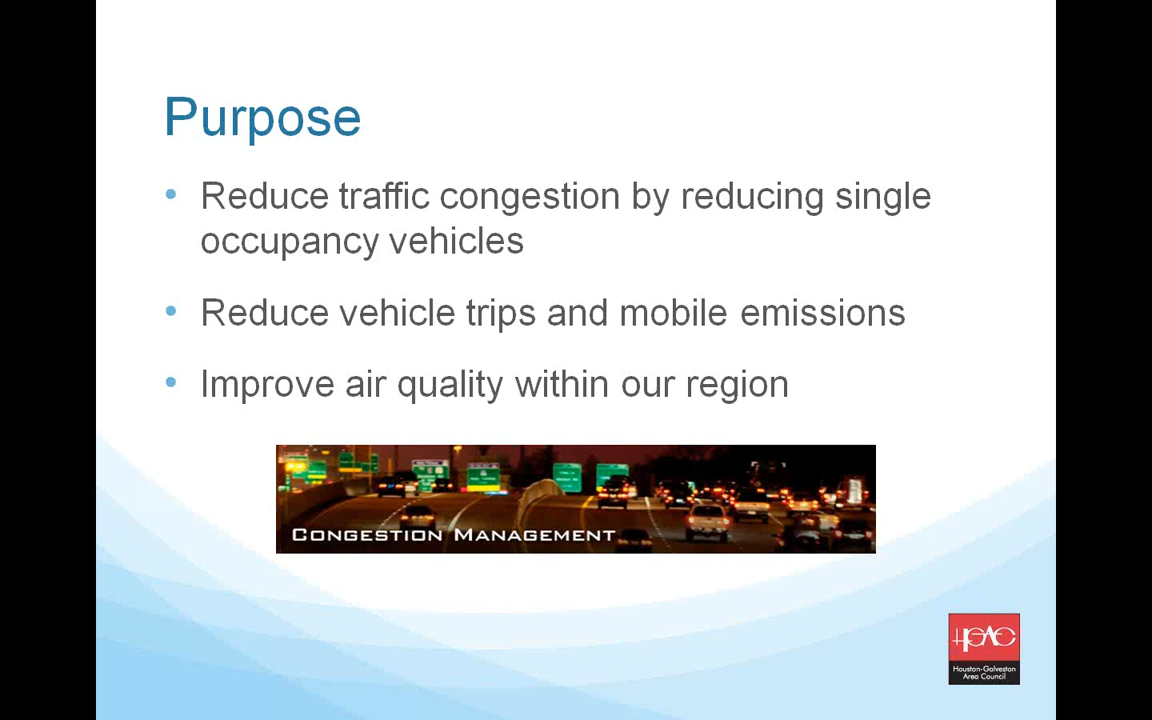 Purpose
• Reduce traffic congestion by reducing single
occupancy vehicles
• Reduce vehicle trips and mobile emissions
• Improve air quality within our region
CONGESTION MANAGEMENT
HGAC
Houston-Galveston
Area Council